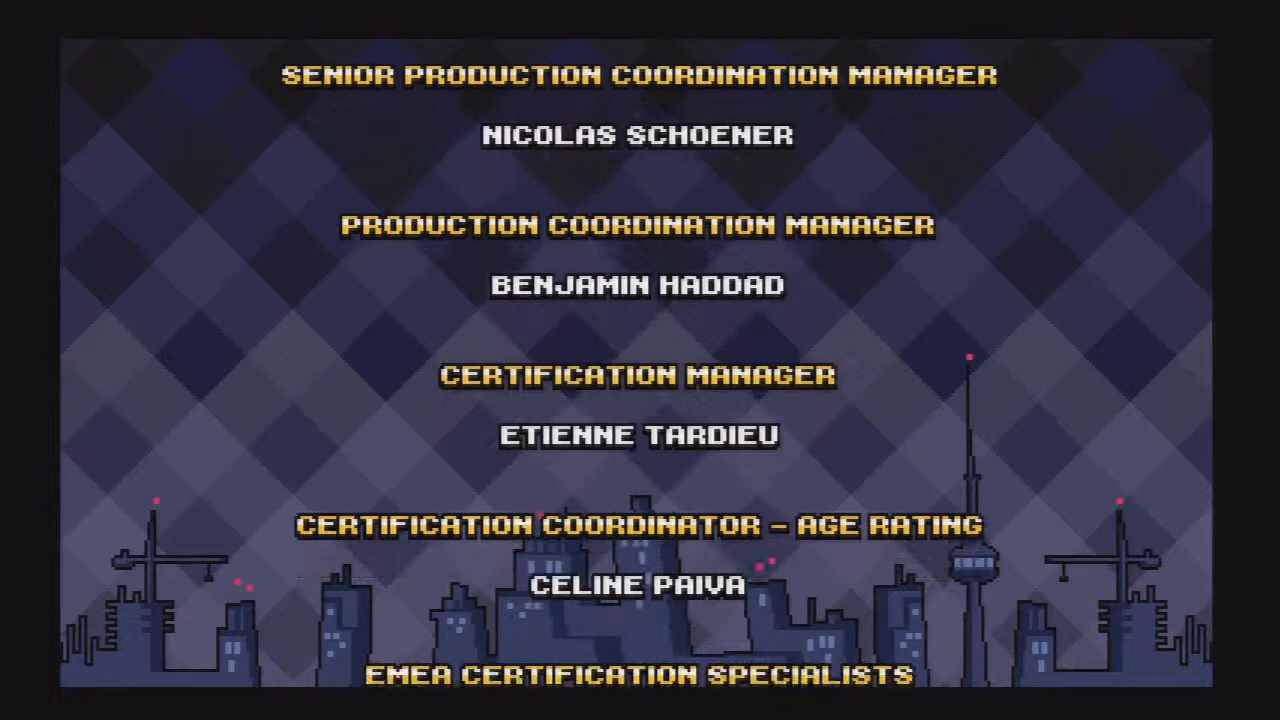 SENIOR PRODUCTION COORDINATION MANAGER
NICOLAS SCHOENER
PRODUCTION COORDINATION MANAGER
BENJAMIN HADDAD
CERTIFICATION MANAGER
ETIENNE TARDIEU
CERTIFICATION COORDINATOR - AGE RATING
CELINE PAIVA
EMEA CERTIFICATION SPECIALISTS